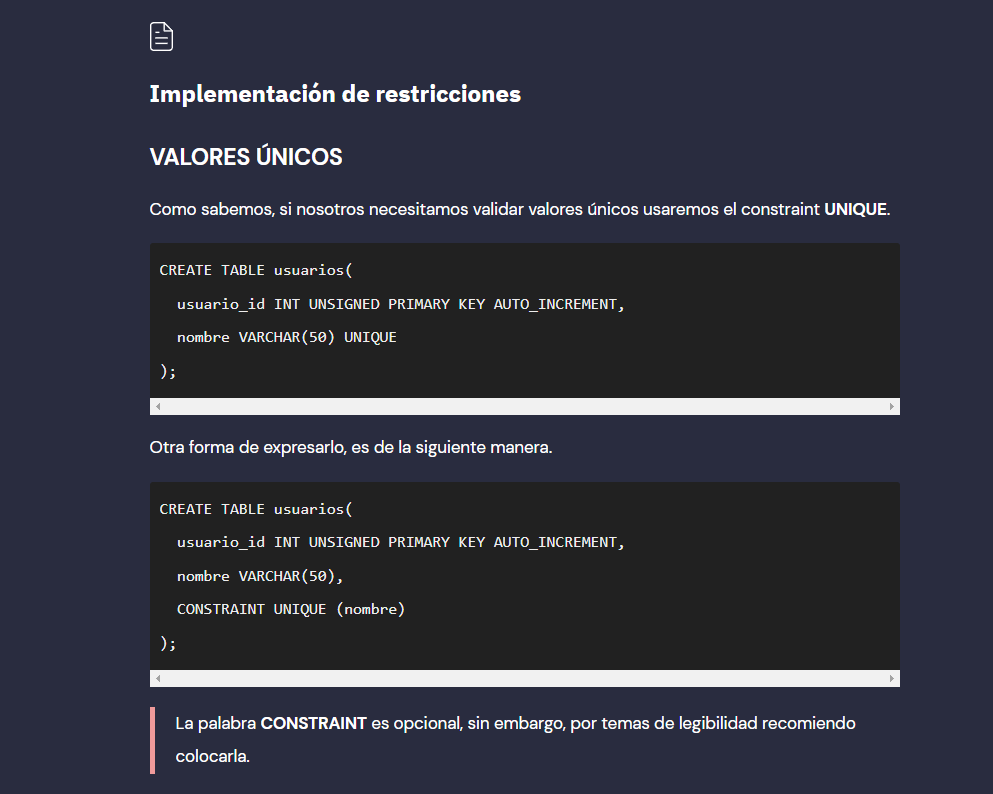 Implementación de restricciones
VALORES ÚNICOS
Como sabemos, si nosotros necesitamos validar valores únicos usaremos el constraint UNIQUE.
CREATE TABLE usuarios(
usuario_id INT UNSIGNED PRIMARY KEY AUTO_INCREMENT,
nombre VARCHAR(50) UNIQUE
);
Otra forma de expresarlo, es de la siguiente manera.
CREATE TABLE usuarios(
usuario_id INT UNSIGNED PRIMARY KEY AUTO_INCREMENT,
nombre VARCHAR(50),
CONSTRAINT UNIQUE (nombre)
);
La palabra CONSTRAINT es opcional, sin embargo, por temas de legibilidad recomiendo
colocarla.